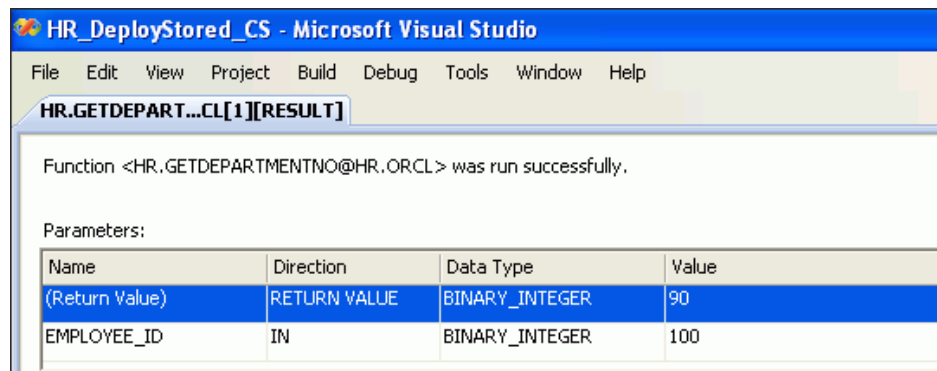 HR_DeployStored_CS - Microsoft Visual Studio
File Edit View Project Build Debug Tools Window Help
HR.GETDEPART...CL[1][RESULT]
Function <HR.GETDEPARTMENTNO@HR.ORCL> was run successfully.
Parameters:
Name Direction Data Type Value
(Return Value) RETURN VALUE BINARY_INTEGER 90
EMPLOYEE_ID IN BINARY_INTEGER 100